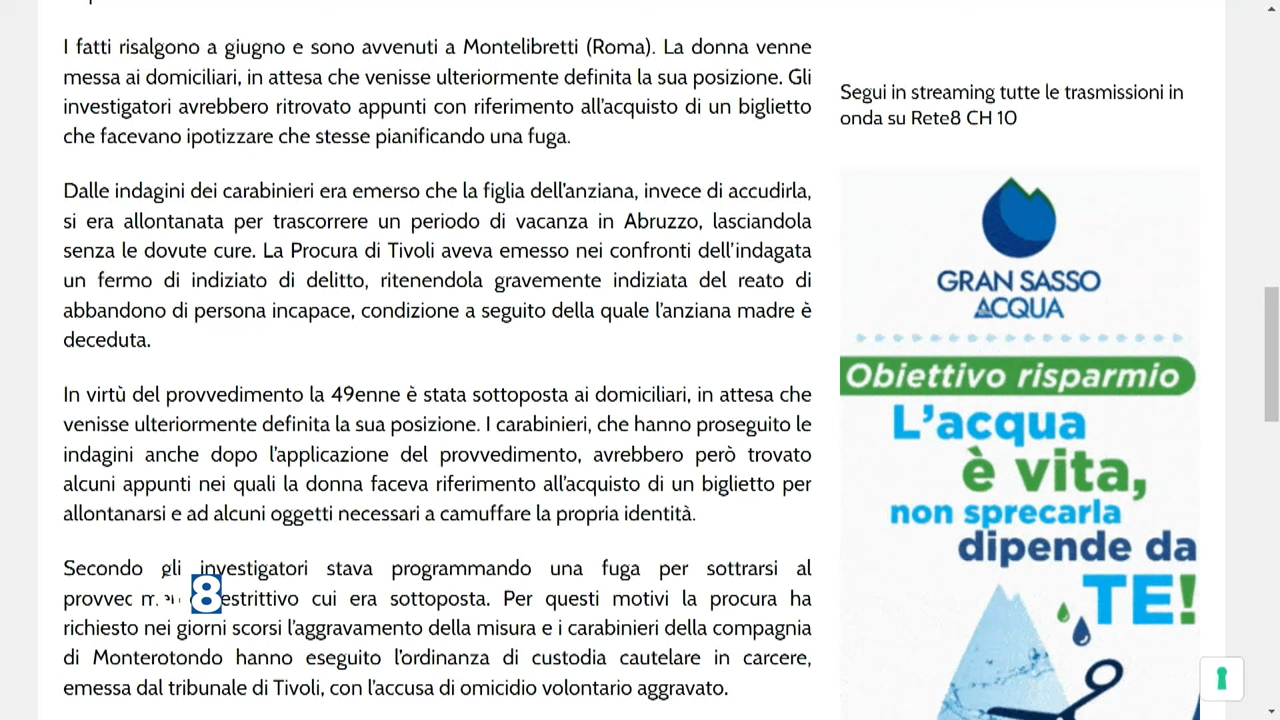 I fatti risalgono a giugno e sono avvenuti a Montelibretti (Roma). La donna venne
messa ai domiciliari, in attesa che venisse ulteriormente definita la sua posizione. Gli
investigatori avrebbero ritrovato appunti con riferimento all'acquisto di un biglietto
che facevano ipotizzare che stesse pianificando una fuga.
Dalle indagini dei carabinieri era emerso che la figlia dell'anziana, invece di accudirla,
si era allontanata per trascorrere un periodo di vacanza in Abruzzo, lasciandola
senza le dovute cure. La Procura di Tivoli aveva emesso nei confronti dell'indagata
un fermo di indiziato di delitto, ritenendola gravemente indiziata del reato di
abbandono di persona incapace, condizione a seguito della quale l'anziana madre è
deceduta.
In virtù del provvedimento la 49enne è stata sottoposta ai domiciliari, in attesa che
venisse ulteriormente definita la sua posizione. I carabinieri, che hanno proseguito le
indagini anche dopo l'applicazione del provvedimento, avrebbero però trovato
alcuni appunti nei quali la donna faceva riferimento all'acquisto di un biglietto per
allontanarsi e ad alcuni oggetti necessari a camuffare la propria identità.
Secondo gli investigatori stava programmando una fuga per sottrarsi al
8 cui era sottoposta. Per questi motivi la procura ha
richiesto nei giorni scorsi l'aggravamento della misura e i carabinieri della compagnia
di Monterotondo hanno eseguito l'ordinanza di custodia cautelare in carcere,
emessa dal tribunale di Tivoli, con l'accusa di omicidio volontario aggravato.
Segui in streaming tutte le trasmissioni in
onda su Rete8 CH 10
GRAN SASSO
ACQUA
Obiettivo risparmio
L'acqua
è vita,
non sprecarla
dipende da
TE!